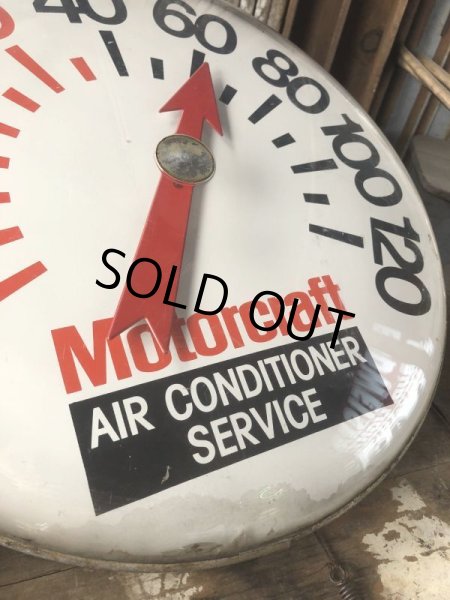 40
60
80
100
120
SOLD OUT
Motorcraft
AIR CONDITIONER
SERVICE